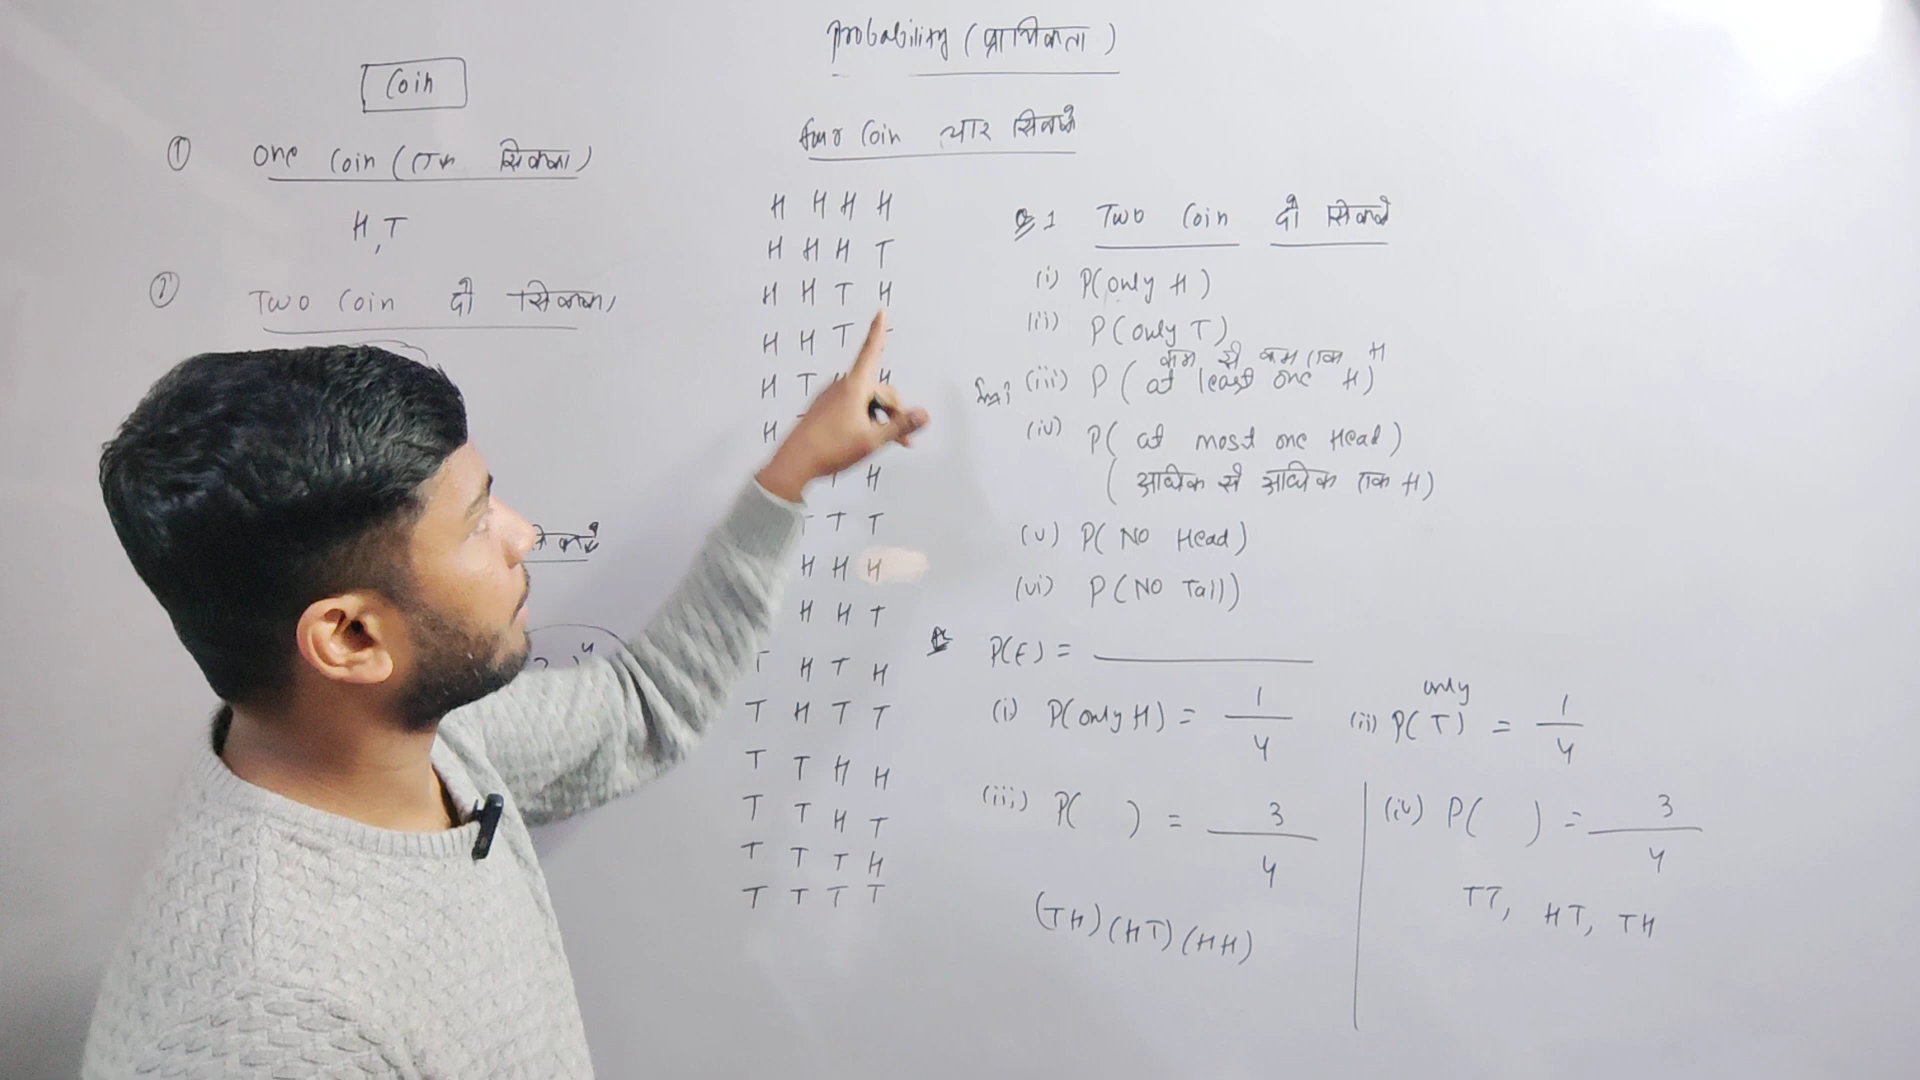 Probability (प्रायिकता)
Coin
four Coin चार सिक्के
① One Coin (एक सिक्का)
H, T
② Two Coin दो सिक्का
H H H H
H H H T
H H T H
H H T
H T H
H
T H
T T T
H H H
H H T
T H T H
T H T T
T T H H
T T H T
T T T H
T T T T
Q 1 Two Coin दो सिक्के
(i) P(only H)
(ii) P(only T)
कम से कम एक H
(iii) P( at least one H)
(iv) P( at most one Head)
( अधिक से अधिक एक H)
(v) P( No Head)
(vi) P(No Tail)
P(E) =
(i) P(only H) = 1/4
only
(ii) P(T) = 1/4
(iii) P( ) = 3/4
(TH)(HT)(HH)
(iv) P( ) = 3/4
TT, HT, TH